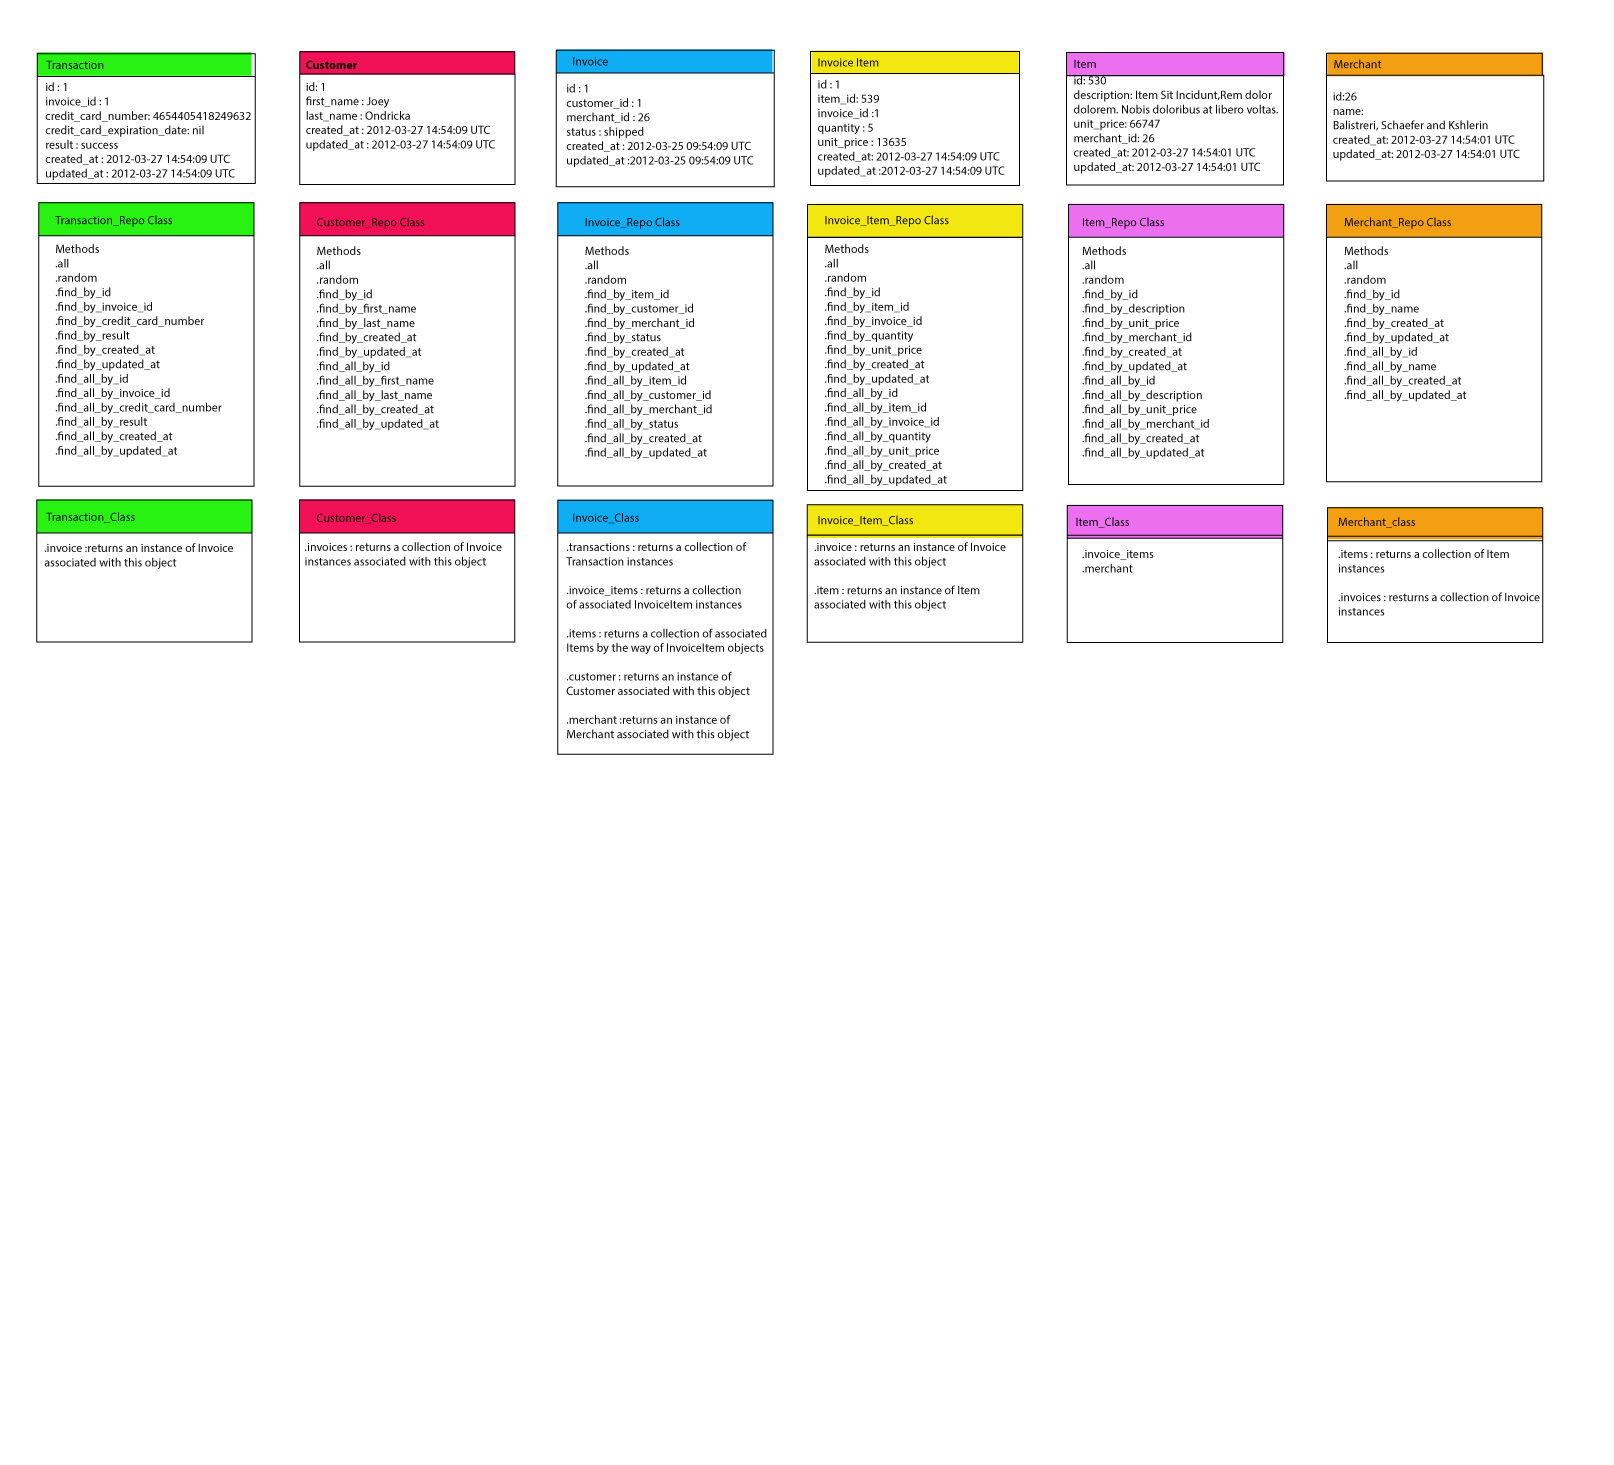 Transaction
id : 1
invoice_id : 1
credit_card_number: 4654405418249632
credit_card_expiration_date: nil
result : success
created_at : 2012-03-27 14:54:09 UTC
updated_at : 2012-03-27 14:54:09 UTC
Customer
id: 1
first_name : Joey
last_name : Ondricka
created_at : 2012-03-27 14:54:09 UTC
updated_at : 2012-03-27 14:54:09 UTC
Invoice
id : 1
customer_id : 1
merchant_id : 26
status : shipped
created_at : 2012-03-25 09:54:09 UTC
updated_at :2012-03-25 09:54:09 UTC
Invoice Item
id : 1
item_id: 539
invoice_id :1
quantity : 5
unit_price : 13635
created_at: 2012-03-27 14:54:09 UTC
updated_at :2012-03-27 14:54:09 UTC
Item
id: 530
description: Item Sit Incidunt,Rem dolor
dolorem. Nobis doloribus at libero voltas.
unit_price: 66747
merchant_id: 26
created_at: 2012-03-27 14:54:01 UTC
updated_at: 2012-03-27 14:54:01 UTC
Merchant
id:26
name:
Balistreri, Schaefer and Kshlerin
created_at: 2012-03-27 14:54:01 UTC
updated_at: 2012-03-27 14:54:01 UTC
Transaction_Repo Class
Methods
.all
.random
.find_by_id
.find_by_invoice_id
.find_by_credit_card_number
.find_by_result
.find_by_created_at
.find_by_updated_at
.find_all_by_id
.find_all_by_invoice_id
.find_all_by_credit_card_number
.find_all_by_result
.find_all_by_created_at
.find_all_by_updated_at
Customer_Repo Class
Methods
.all
.random
.find_by_id
.find_by_first_name
.find_by_last_name
.find_by_created_at
.find_by_updated_at
.find_all_by_id
.find_all_by_first_name
.find_all_by_last_name
.find_all_by_created_at
.find_all_by_updated_at
Invoice_Repo Class
Methods
.all
.random
.find_by_item_id
.find_by_customer_id
.find_by_merchant_id
.find_by_status
.find_by_created_at
.find_by_updated_at
.find_all_by_item_id
.find_all_by_customer_id
.find_all_by_merchant_id
.find_all_by_status
.find_all_by_created_at
.find_all_by_updated_at
Invoice_Item_Repo Class
Methods
.all
.random
.find_by_id
.find_by_item_id
.find_by_invoice_id
.find_by_quantity
.find_by_unit_price
.find_by_created_at
.find_by_updated_at
.find_all_by_id
.find_all_by_item_id
.find_all_by_invoice_id
.find_all_by_quantity
.find_all_by_unit_price
.find_all_by_created_at
.find_all_by_updated_at
Item_Repo Class
Methods
.all
.random
.find_by_id
.find_by_description
.find_by_unit_price
.find_by_merchant_id
.find_by_created_at
.find_by_updated_at
.find_all_by_id
.find_all_by_description
.find_all_by_unit_price
.find_all_by_merchant_id
.find_all_by_created_at
.find_all_by_updated_at
Merchant_Repo Class
Methods
.all
.random
.find_by_id
.find_by_name
.find_by_created_at
.find_by_updated_at
.find_all_by_id
.find_all_by_name
.find_all_by_created_at
.find_all_by_updated_at
Transaction_Class
.invoice :returns an instance of Invoice
associated with this object
Customer_Class
.invoices : returns a collection of Invoice
instances associated with this object
Invoice_Class
.transactions : returns a collection of
Transaction instances
.invoice_items : returns a collection
of associated InvoiceItem instances
.items : returns a collection of associated
Items by the way of InvoiceItem objects
.customer : returns an instance of
Customer associated with this object
.merchant :returns an instance of
Merchant associated with this object
Invoice_Item_Class
.invoice : returns an instance of Invoice
associated with this object
.item : returns an instance of Item
associated with this object
Item_Class
.invoice_items
.merchant
Merchant_class
.items : returns a collection of Item
instances
.invoices : resturns a collection of Invoice
instances